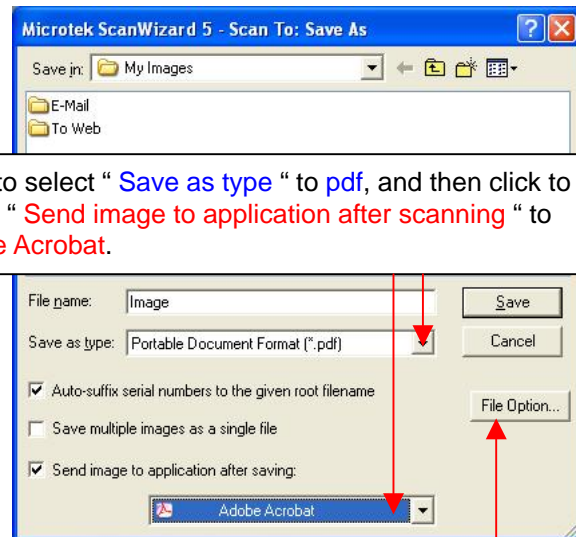 Microtek ScanWizard 5 - Scan To: Save As
Save in: My Images
E-Mail
To Web
to select “ Save as type “ to pdf, and then click to
“ Send image to application after scanning “ to
e Acrobat.
File name: Image Save
Save as type: Portable Document Format (*.pdf) Cancel
Auto-suffix serial numbers to the given root filename
File Option...
Save multiple images as a single file
Send image to application after saving:
Adobe Acrobat